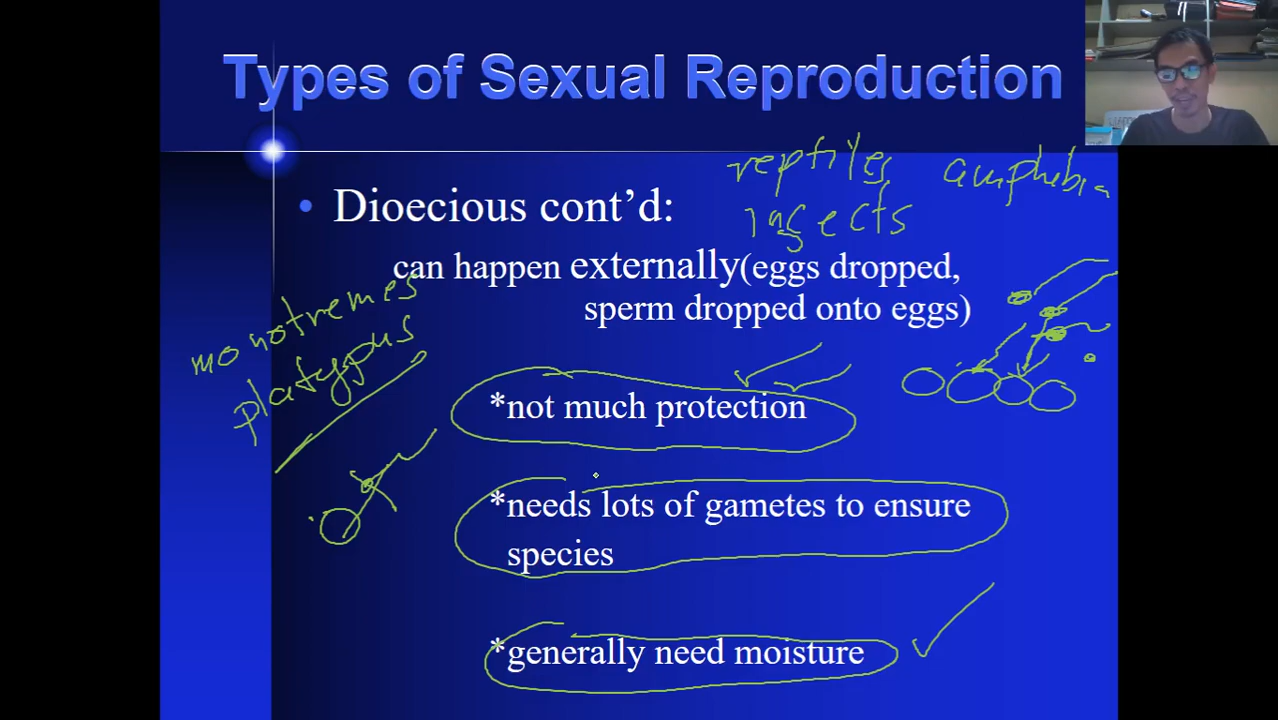 Types of Sexual Reproduction
reptiles amphibia
insects
• Dioecious cont’d:
can happen externally(eggs dropped,
sperm dropped onto eggs)
monotremes
platypus
*not much protection
*needs lots of gametes to ensure
species
*generally need moisture